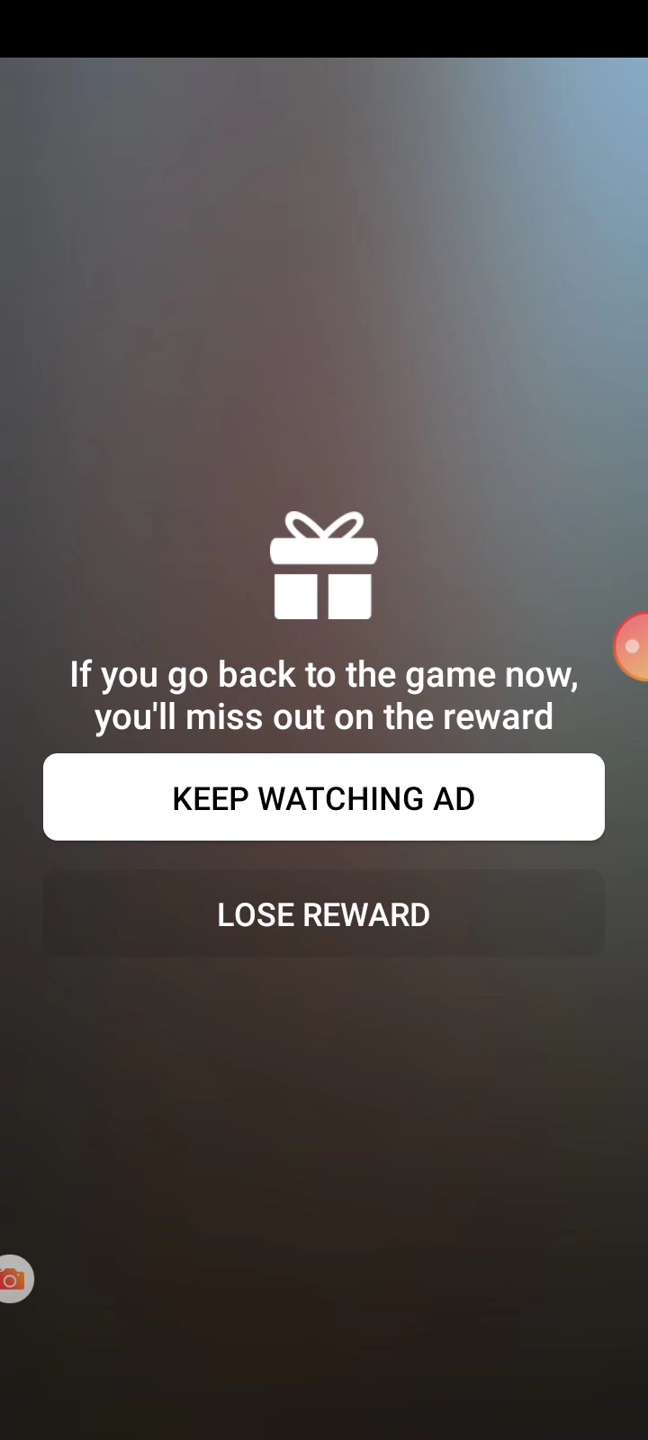 If you go back to the game now,
you'll miss out on the reward
KEEP WATCHING AD
LOSE REWARD